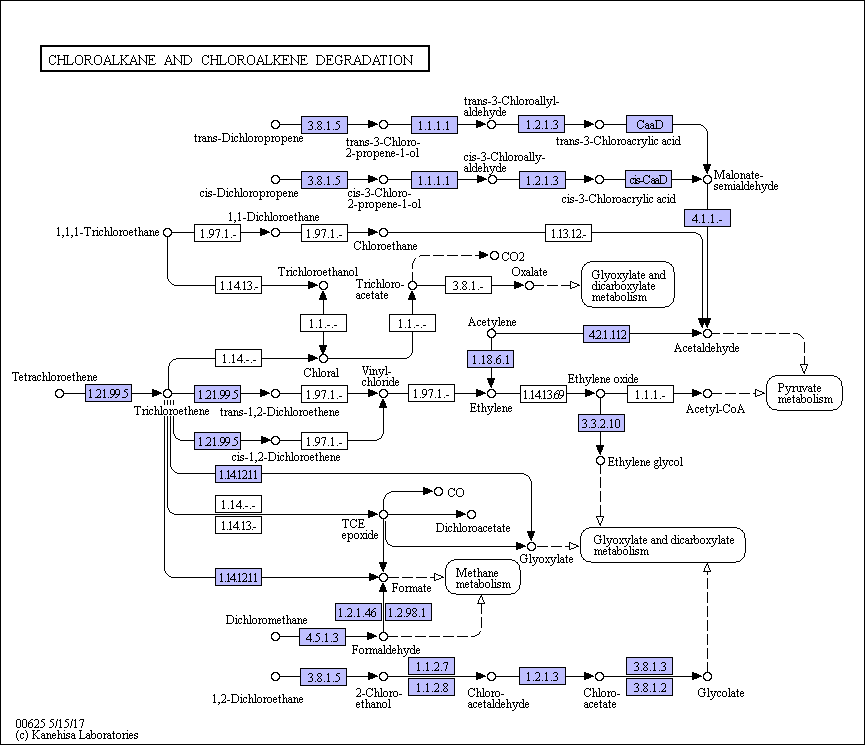 CHLOROALKANE AND CHLOROALKENE DEGRADATION
trans-3-Chloroallyl-
aldehyde
3.8.1.5
1.1.1.1
1.2.1.3
CaaD
trans-Dichloropropene
trans-3-Chloro-
2-propene-1-ol
trans-3-Chloroacrylic acid
cis-3-Chloroally-
aldehyde
3.8.1.5
1.1.1.1
1.2.1.3
cis-CaaD
Malonate-
semialdehyde
cis-Dichloropropene
cis-3-Chloro-
2-propene-1-ol
cis-3-Chloroacrylic acid
4.1.1.-
1,1-Dichloroethane
1,1,1-Trichloroethane
1.97.1.-
1.97.1.-
1.13.12.-
Chloroethane
CO2
Trichloroethanol
Trichloro-
acetate
Oxalate
Glyoxylate and
dicarboxylate
metabolism
1.14.13.-
3.8.1.-
1.1.-.-
1.1.-.-
Acetylene
4.2.1.112
Acetaldehyde
1.14.-.-
Chloral
1.18.6.1
Tetrachloroethene
Vinyl-
chloride
Ethylene oxide
Pyruvate
metabolism
1.21.99.5
1.21.99.5
1.97.1.-
1.97.1.-
1.14.13.69
1.1.1.-
Trichloroethene
trans-1,2-Dichloroethene
Ethylene
Acetyl-CoA
3.3.2.10
1.21.99.5
1.97.1.-
cis-1,2-Dichloroethene
Ethylene glycol
1.14.12.11
CO
1.14.-.-
1.14.13.-
TCE
epoxide
Dichloroacetate
Glyoxylate
Glyoxylate and dicarboxylate
metabolism
1.14.12.11
Formate
Methane
metabolism
1.2.1.46
1.2.98.1
Dichloromethane
4.5.1.3
Formaldehyde
3.8.1.5
1.1.2.7
1.1.2.8
1.2.1.3
3.8.1.3
3.8.1.2
1,2-Dichloroethane
2-Chloro-
ethanol
Chloro-
acetaldehyde
Chloro-
acetate
Glycolate
00625 5/15/17
(c) Kanehisa Laboratories